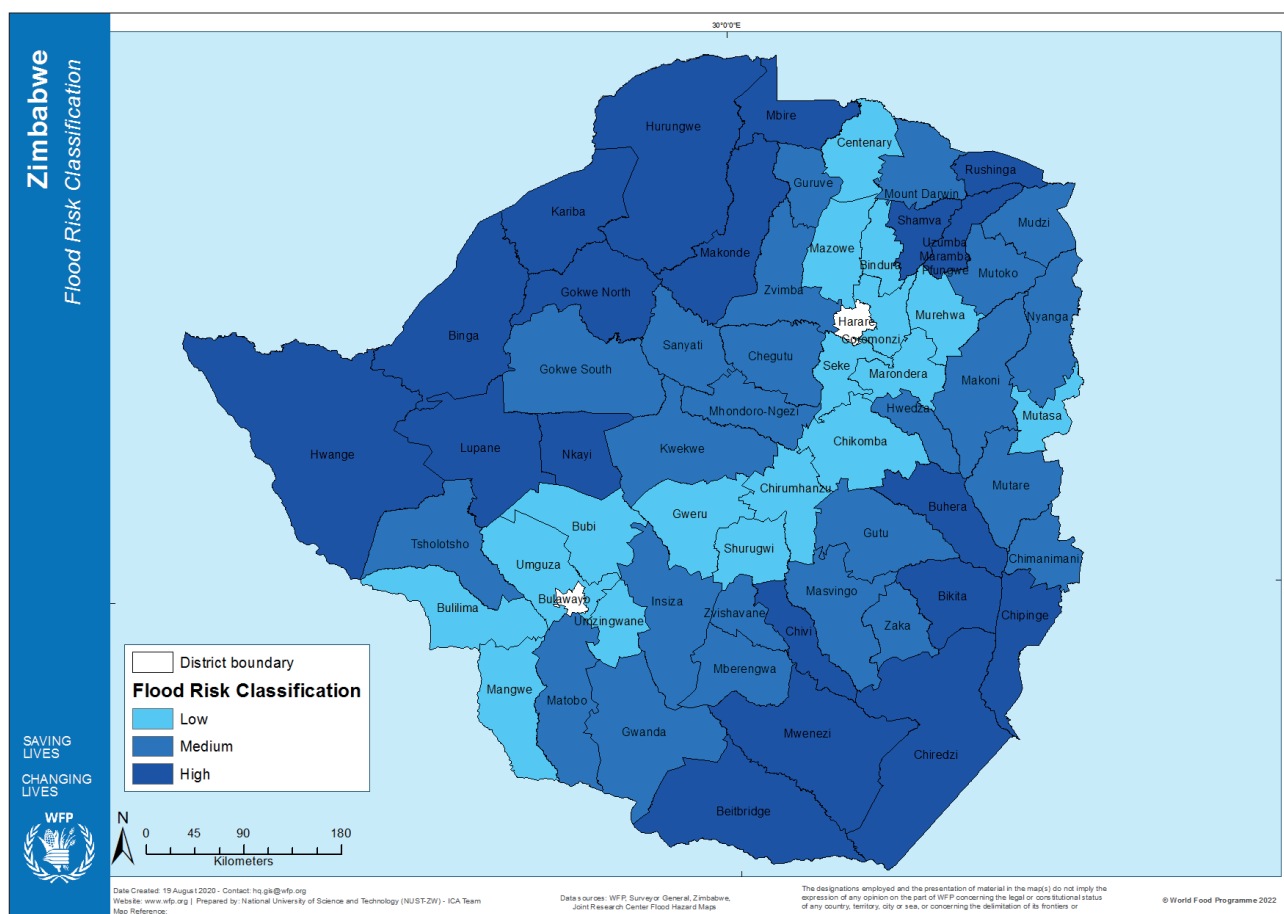 Zimbabwe
Flood Risk Classification
30°0'0"E
Hurungwe
Mbire
Centenary
Rushinga
Guruve
Mount Darwin
Kariba
Shamva
Mudzi
Makonde
Mazowe
Uzumba
Maramba
Pfungwe
Bindura
Mutoko
Gokwe North
Zvimba
Murehwa
Nyanga
Harare
Binga
Goromonzi
Sanyati
Chegutu
Gokwe South
Seke
Marondera
Makoni
Mhondoro-Ngezi
Hwedza
Mutasa
Chikomba
Hwange
Lupane
Nkayi
Kwekwe
Chirumhanzu
Mutare
Buhera
Gweru
Bubi
Gutu
Tsholotsho
Shurugwi
Chimanimani
Umguza
Masvingo
Bikita
Bulawayo
Insiza
Bulilima
Zvishavane
Chipinge
Umzingwane
Chivi
Zaka
Mberengwa
Mangwe
Matobo
Gwanda
Mwenezi
Chiredzi
Beitbridge
District boundary
Flood Risk Classification
Low
Medium
High
SAVING
LIVES
CHANGING
LIVES
WFP
N
0 45 90 180
Kilometers
Date Created: 19 August 2020 - Contact: hq.gis@wfp.org
Website: www.wfp.org | Prepared by: National University of Science and Technology (NUST-ZW) - ICA Team
Map Reference:
Data sources: WFP, Surveyor General, Zimbabwe,
Joint Research Center Flood Hazard Maps
The designations employed and the presentation of material in the map(s) do not imply the
expression of any opinion on the part of WFP concerning the legal or constitutional status
of any country, territory, city or sea, or concerning the delimitation of its frontiers or
© World Food Programme 2022